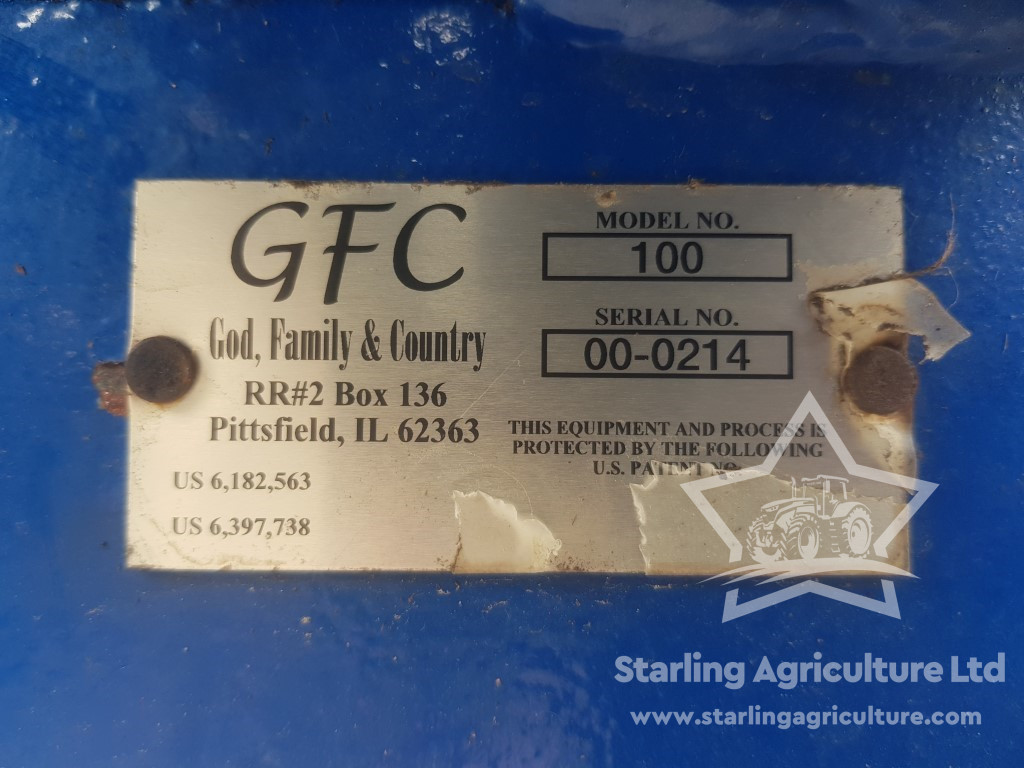 GFC
God, Family & Country
RR#2 Box 136
Pittsfield, IL 62363
US 6,182,563
US 6,397,738
MODEL NO.
100
SERIAL NO.
00-0214
THIS EQUIPMENT AND PROCESS IS
PROTECTED BY THE FOLLOWING
U.S. PATENT NO.
Starling Agriculture Ltd
www.starlingagriculture.com